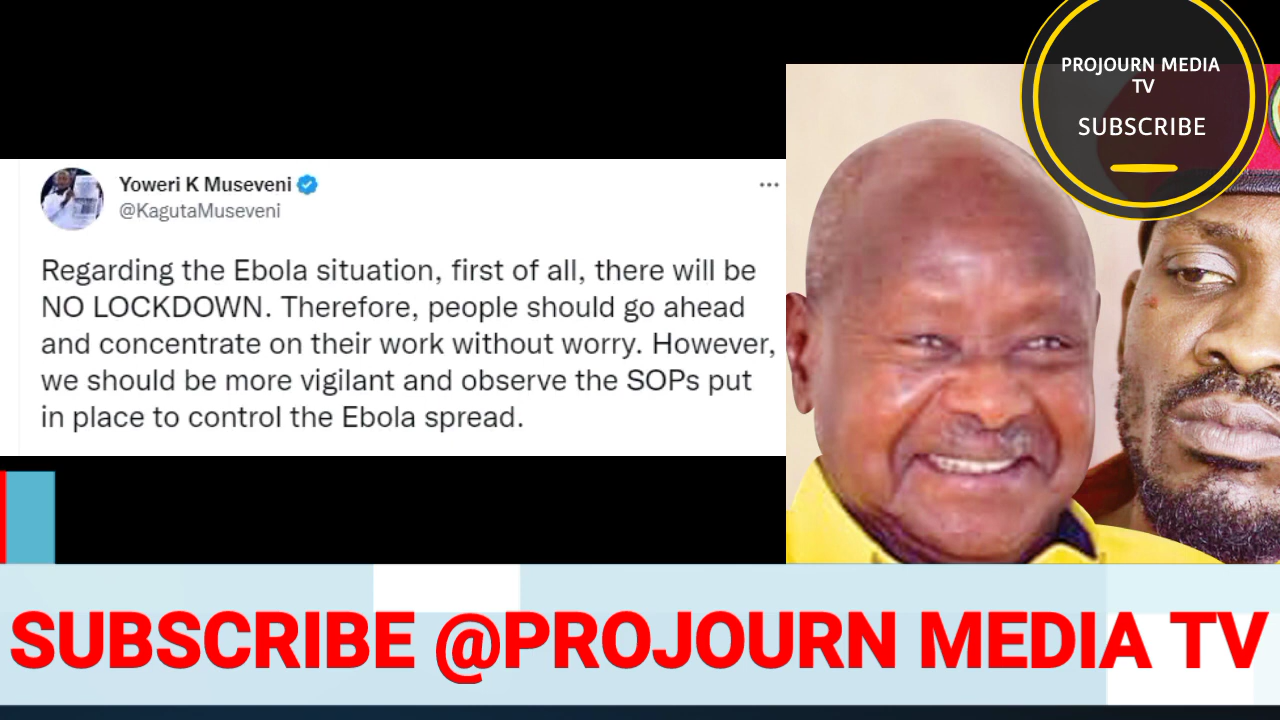 PROJOURN MEDIA
TV
SUBSCRIBE
Yoweri K Museveni
@KagutaMuseveni
Regarding the Ebola situation, first of all, there will be
NO LOCKDOWN. Therefore, people should go ahead
and concentrate on their work without worry. However,
we should be more vigilant and observe the SOPs put
in place to control the Ebola spread.
SUBSCRIBE @PROJOURN MEDIA TV